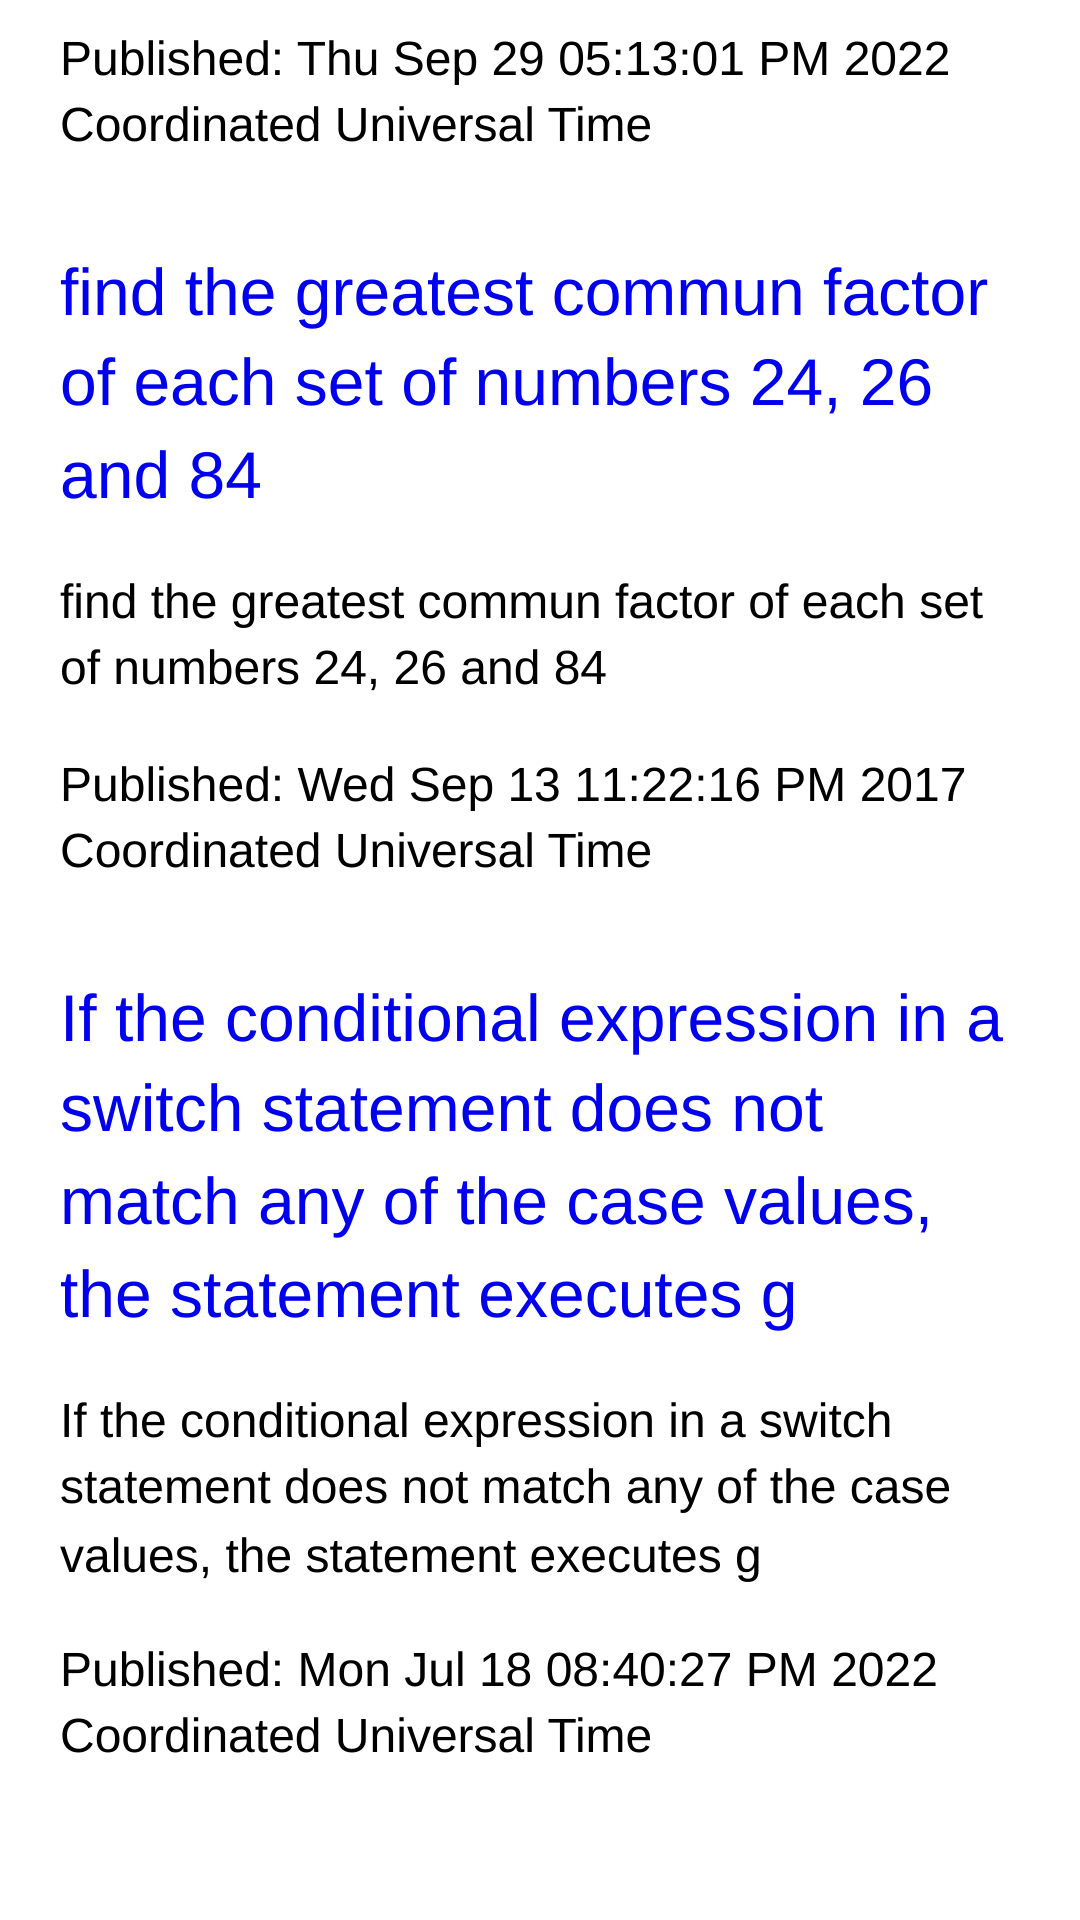 Published: Thu Sep 29 05:13:01 PM 2022
Coordinated Universal Time
find the greatest commun factor
of each set of numbers 24, 26
and 84
find the greatest commun factor of each set
of numbers 24, 26 and 84
Published: Wed Sep 13 11:22:16 PM 2017
Coordinated Universal Time
If the conditional expression in a
switch statement does not
match any of the case values,
the statement executes g
If the conditional expression in a switch
statement does not match any of the case
values, the statement executes g
Published: Mon Jul 18 08:40:27 PM 2022
Coordinated Universal Time